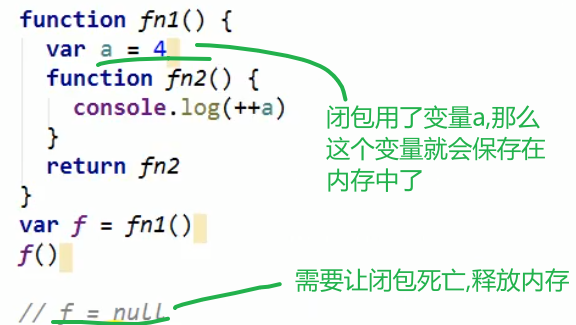 function fn1() {
var a = 4
function fn2() {
console.log(++a)
}
return fn2
}
var f = fn1()
f()
// f = null
闭包用了变量a,那么
这个变量就会保存在
内存中了
需要让闭包死亡,释放内存